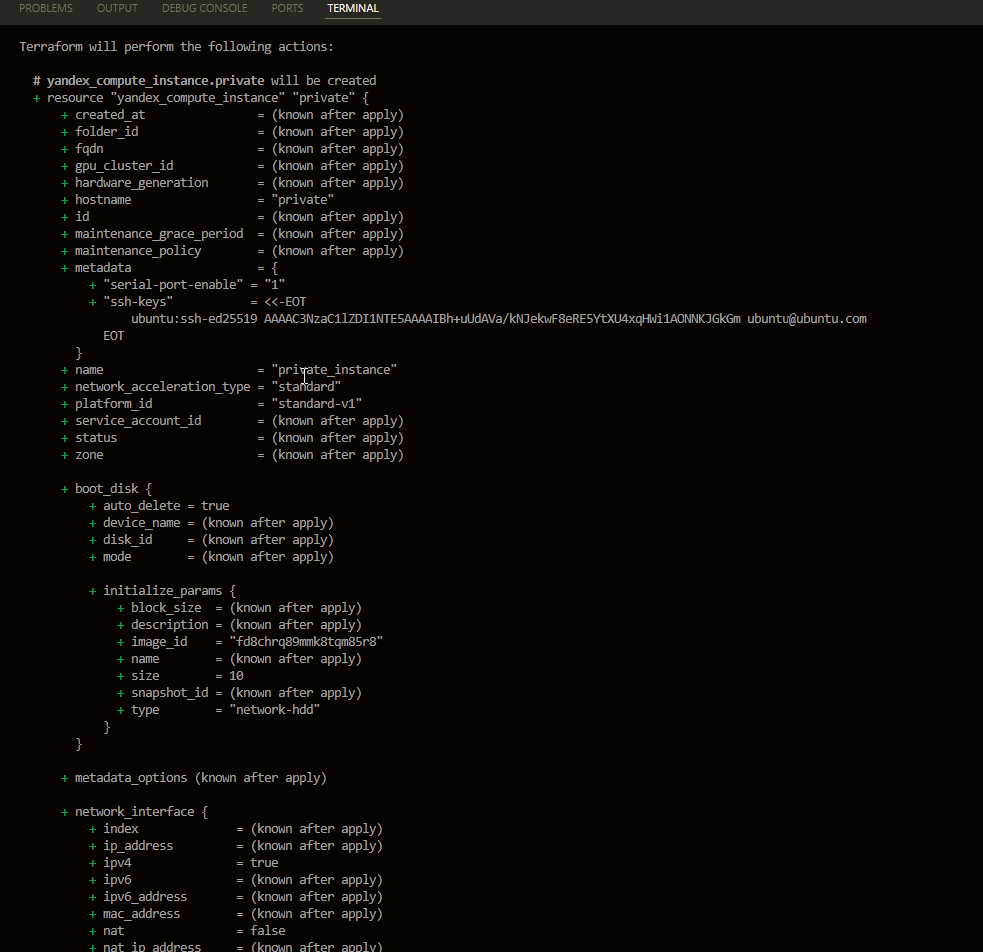 PROBLEMS OUTPUT DEBUG CONSOLE PORTS TERMINAL
Terraform will perform the following actions:
# yandex_compute_instance.private will be created
+ resource "yandex_compute_instance" "private" {
+ created_at = (known after apply)
+ folder_id = (known after apply)
+ fqdn = (known after apply)
+ gpu_cluster_id = (known after apply)
+ hardware_generation = (known after apply)
+ hostname = "private"
+ id = (known after apply)
+ maintenance_grace_period = (known after apply)
+ maintenance_policy = (known after apply)
+ metadata = {
+ "serial-port-enable" = "1"
+ "ssh-keys" = <<-EOT
ubuntu:ssh-ed25519 AAAAC3NzaC1lZDI1NTE5AAAAIBh+uUdAVa/kNJekwF8eRE5YtXU4xqHWi1AONNKJGkGm ubuntu@ubuntu.com
EOT
}
+ name = "private_instance"
+ network_acceleration_type = "standard"
+ platform_id = "standard-v1"
+ service_account_id = (known after apply)
+ status = (known after apply)
+ zone = (known after apply)
+ boot_disk {
+ auto_delete = true
+ device_name = (known after apply)
+ disk_id = (known after apply)
+ mode = (known after apply)
+ initialize_params {
+ block_size = (known after apply)
+ description = (known after apply)
+ image_id = "fd8chrq89mmk8tqm85r8"
+ name = (known after apply)
+ size = 10
+ snapshot_id = (known after apply)
+ type = "network-hdd"
}
}
+ metadata_options (known after apply)
+ network_interface {
+ index = (known after apply)
+ ip_address = (known after apply)
+ ipv4 = true
+ ipv6 = (known after apply)
+ ipv6_address = (known after apply)
+ mac_address = (known after apply)
+ nat = false
+ nat_ip_address = (known after apply)